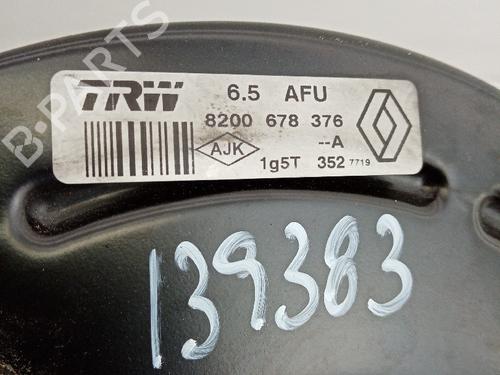 TRW 6.5 AFU
8200 678 376
--A
AJK 1g5T 352 7719
139383
B-PARTS